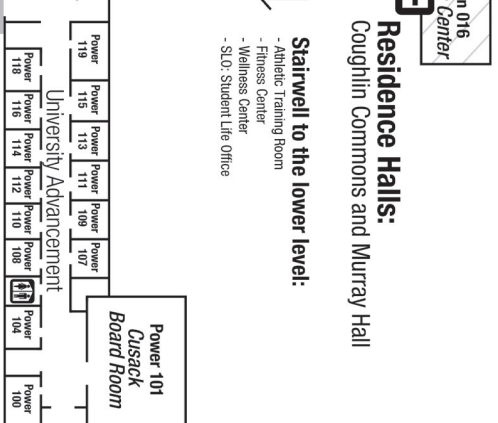 n 016
Center
Residence Halls:
Coughlin Commons and Murray Hall
Stairwell to the lower level:
- Athletic Training Room
- Fitness Center
- Wellness Center
- SLO: Student Life Office
Power 101
Cusack
Board Room
Power
119
Power
115
Power
113
Power
111
Power
109
Power
107
University Advancement
Power
118
Power
116
Power
114
Power
112
Power
110
Power
108
Power
104
Power
100